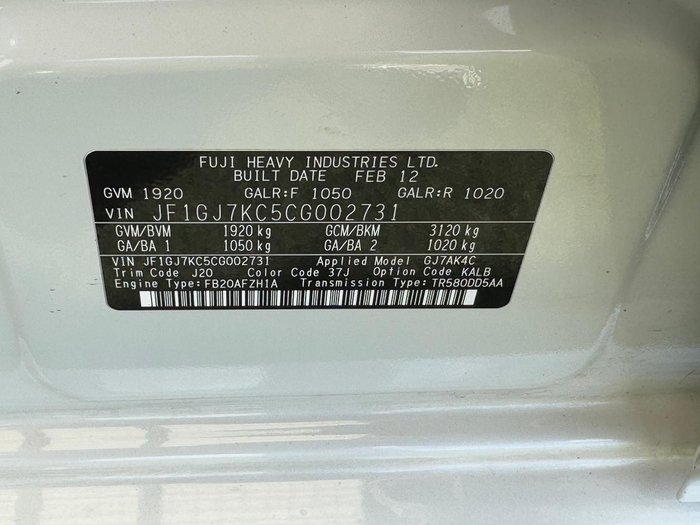 FUJI HEAVY INDUSTRIES LTD.
BUILT DATE FEB 12
GVM 1920 GALR:F 1050 GALR:R 1020
VIN JF1GJ7KC5CG002731
GVM/BVM 1920 kg GCM/BKM 3120 kg
GA/BA 1 1050 kg GA/BA 2 1020 kg
VIN JF1GJ7KC5CG002731 Applied Model GJ7AK4C
Trim Code J20 Color Code 37J Option Code KALB
Engine Type:FB20AFZH1A Transmission Type:TR580DD5AA